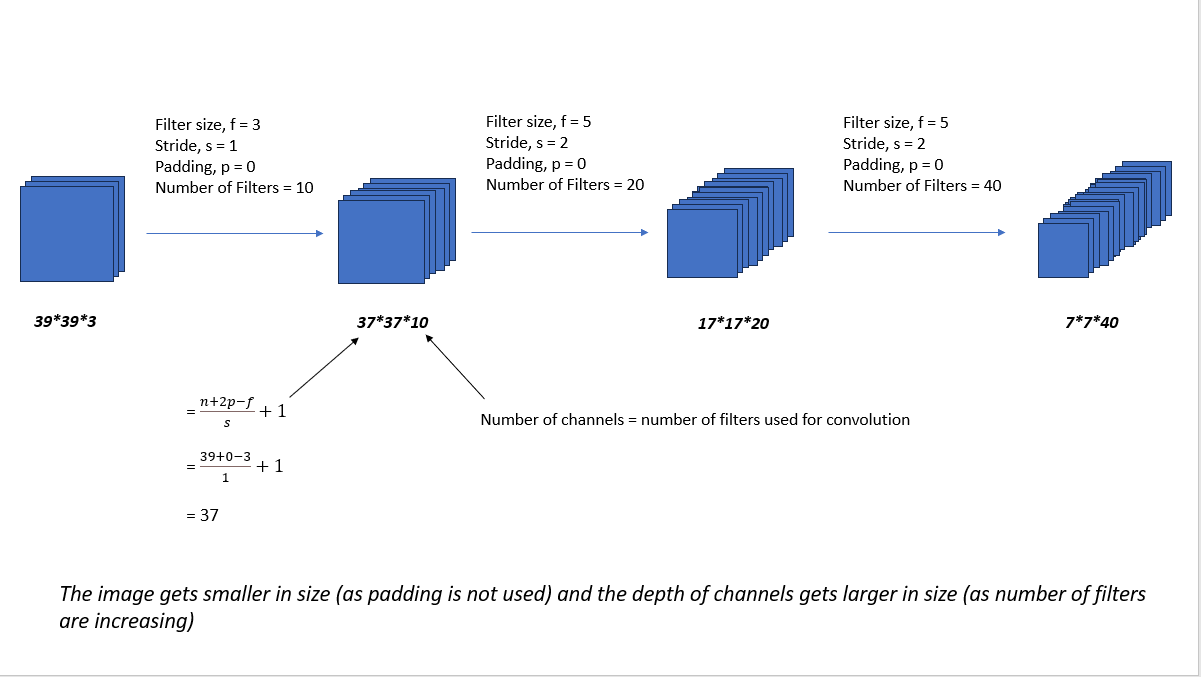 Filter size, f = 3
Stride, s = 1
Padding, p = 0
Number of Filters = 10
Filter size, f = 5
Stride, s = 2
Padding, p = 0
Number of Filters = 20
Filter size, f = 5
Stride, s = 2
Padding, p = 0
Number of Filters = 40
39*39*3
37*37*10
17*17*20
7*7*40
= (n+2p−f)/s + 1
= (39+0−3)/1 + 1
= 37
Number of channels = number of filters used for convolution
The image gets smaller in size (as padding is not used) and the depth of channels gets larger in size (as number of filters
are increasing)